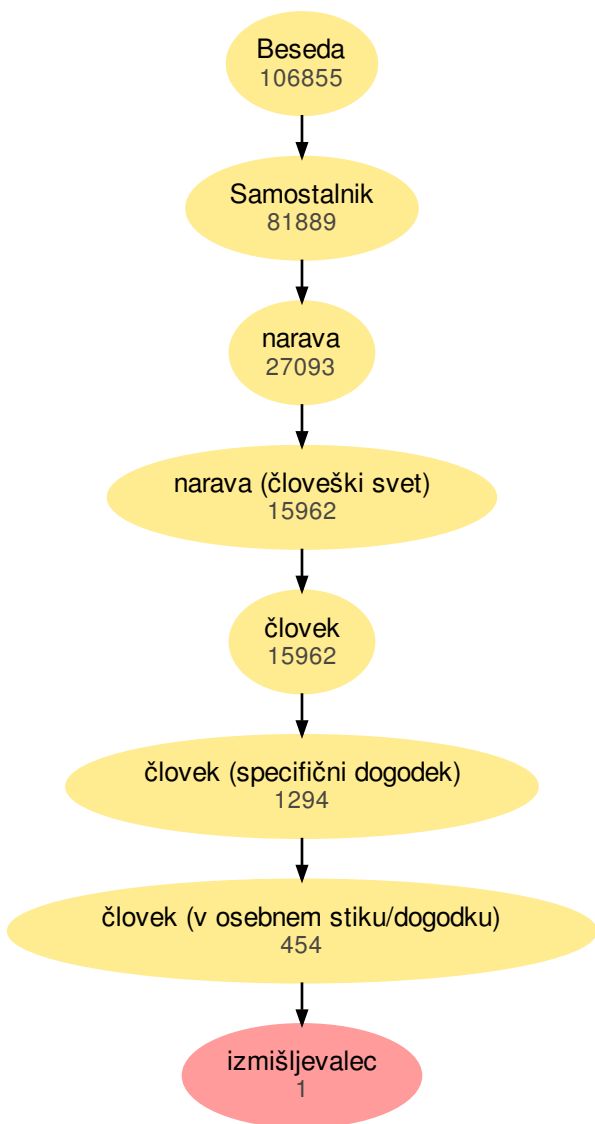 Beseda
106855
Samostalnik
81889
narava
27093
narava (človeški svet)
15962
človek
15962
človek (specifični dogodek)
1294
človek (v osebnem stiku/dogodku)
454
izmišljevalec
1